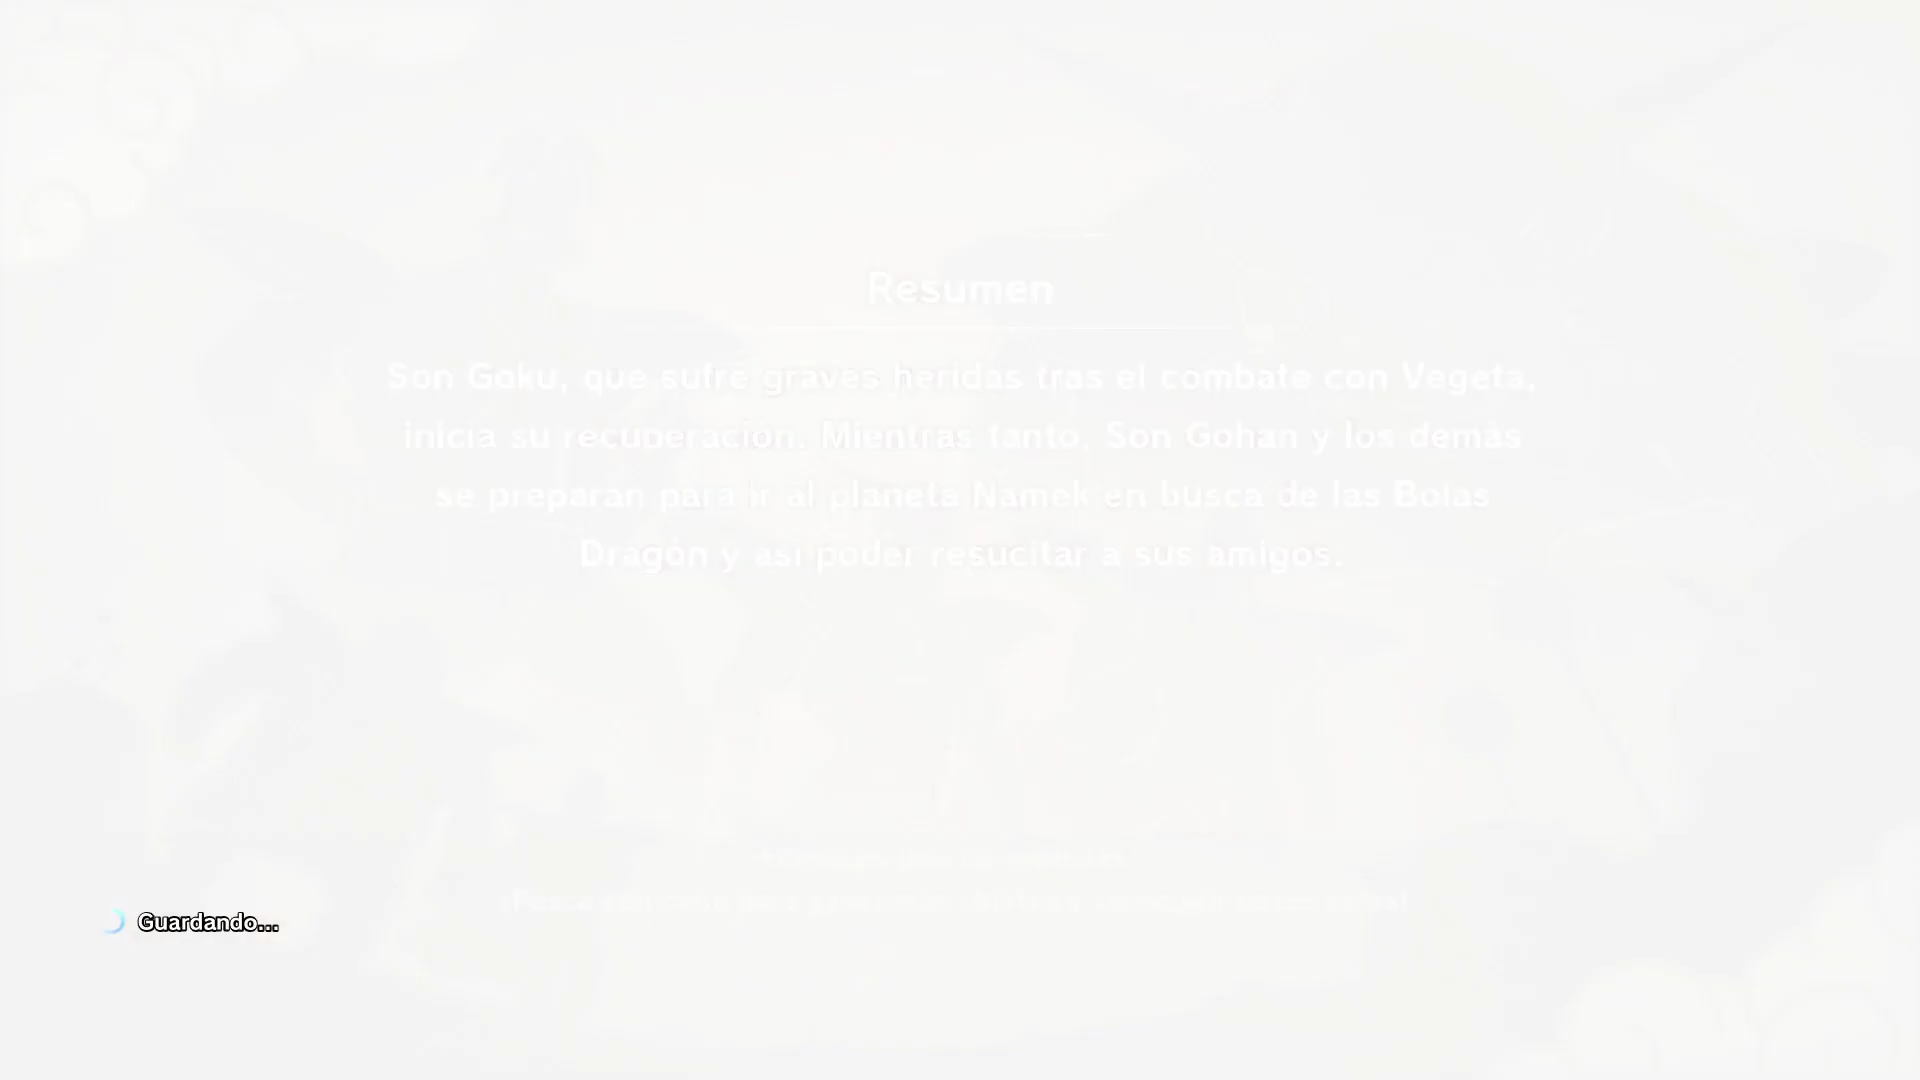 Resumen
Son Goku, que sufre graves heridas tras el combate con Vegeta,
inicia su recuperación. Mientras tanto, Son Gohan y los demás
se preparan para ir al planeta Namek en busca de las Bolas
Dragón y así poder resucitar a sus amigos.
Guardando...